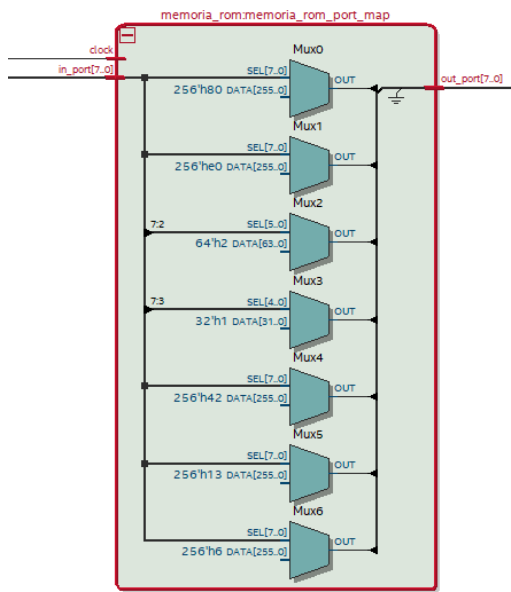 memoria_rom:memoria_rom_port_map
clock
in_port[7..0]
out_port[7..0]
Mux0
SEL[7..0]
OUT
256'h80 DATA[255..0]
Mux1
SEL[7..0]
OUT
256'he0 DATA[255..0]
Mux2
7:2
SEL[5..0]
OUT
64'h2 DATA[63..0]
Mux3
7:3
SEL[4..0]
OUT
32'h1 DATA[31..0]
Mux4
SEL[7..0]
OUT
256'h42 DATA[255..0]
Mux5
SEL[7..0]
OUT
256'h13 DATA[255..0]
Mux6
SEL[7..0]
OUT
256'h6 DATA[255..0]